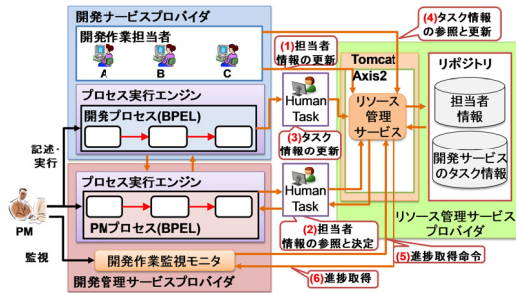 開発サービスプロバイダ
開発作業担当者
A
B
C
プロセス実行エンジン
開発プロセス(BPEL)
(1)担当者
情報の更新
(4)タスク情報
の参照と更新
Tomcat
Axis2
リソース
管理
サービス
リポジトリ
担当者
情報
開発サービス
のタスク情報
Human
Task
(3)タスク
情報の更新
記述・
実行
PM
監視
プロセス実行エンジン
PMプロセス(BPEL)
Human
Task
(2)担当者
情報の参照と決定
リソース管理サービス
プロバイダ
開発作業監視モニタ
(5)進捗取得命令
(6)進捗取得
開発管理サービスプロバイダ